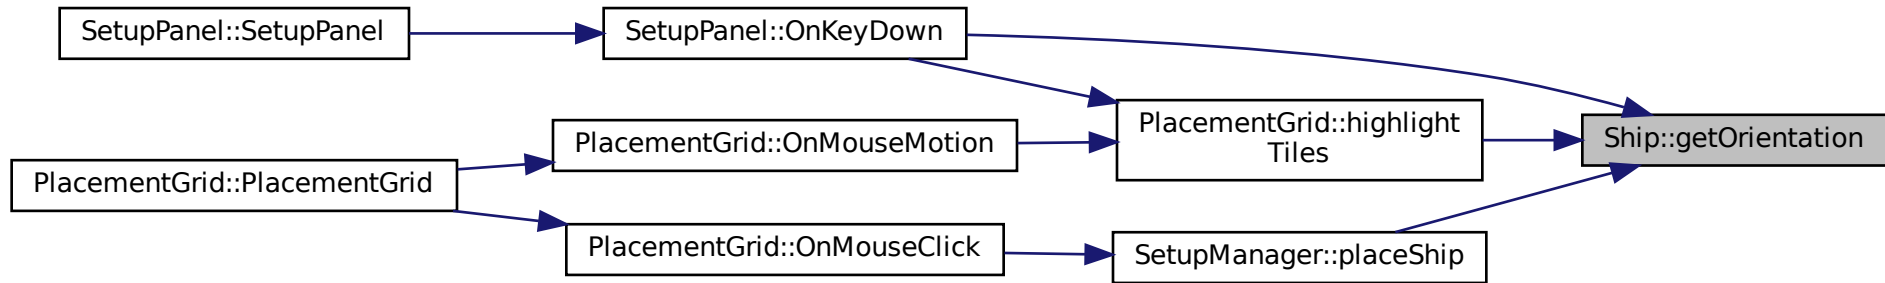 SetupPanel::SetupPanel
SetupPanel::OnKeyDown
PlacementGrid::highlight
Tiles
Ship::getOrientation
PlacementGrid::OnMouseMotion
PlacementGrid::PlacementGrid
PlacementGrid::OnMouseClick
SetupManager::placeShip